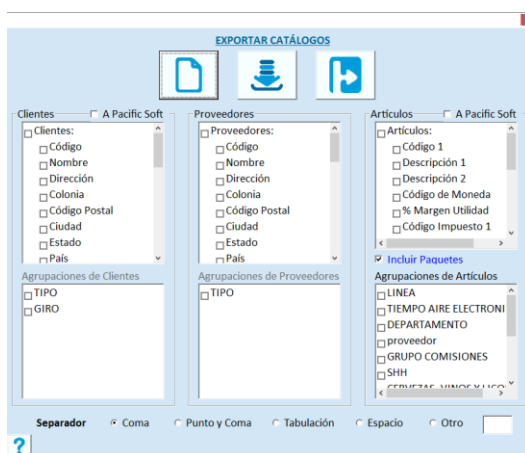 EXPORTAR CATÁLOGOS
Clientes
A Pacific Soft
Clientes:
Código
Nombre
Dirección
Colonia
Código Postal
Ciudad
Estado
País
Agrupaciones de Clientes
TIPO
GIRO
Proveedores
Proveedores:
Código
Nombre
Dirección
Colonia
Código Postal
Ciudad
Estado
País
Agrupaciones de Proveedores
TIPO
Artículos
A Pacific Soft
Artículos:
Código 1
Descripción 1
Descripción 2
Código de Moneda
% Margen Utilidad
Código Impuesto 1
Incluir Paquetes
Agrupaciones de Artículos
LINEA
TIEMPO AIRE ELECTRONI
DEPARTAMENTO
proveedor
GRUPO COMISIONES
SHH
CERVEZAS, VINOS Y LICO
Separador
Coma
Punto y Coma
Tabulación
Espacio
Otro
?